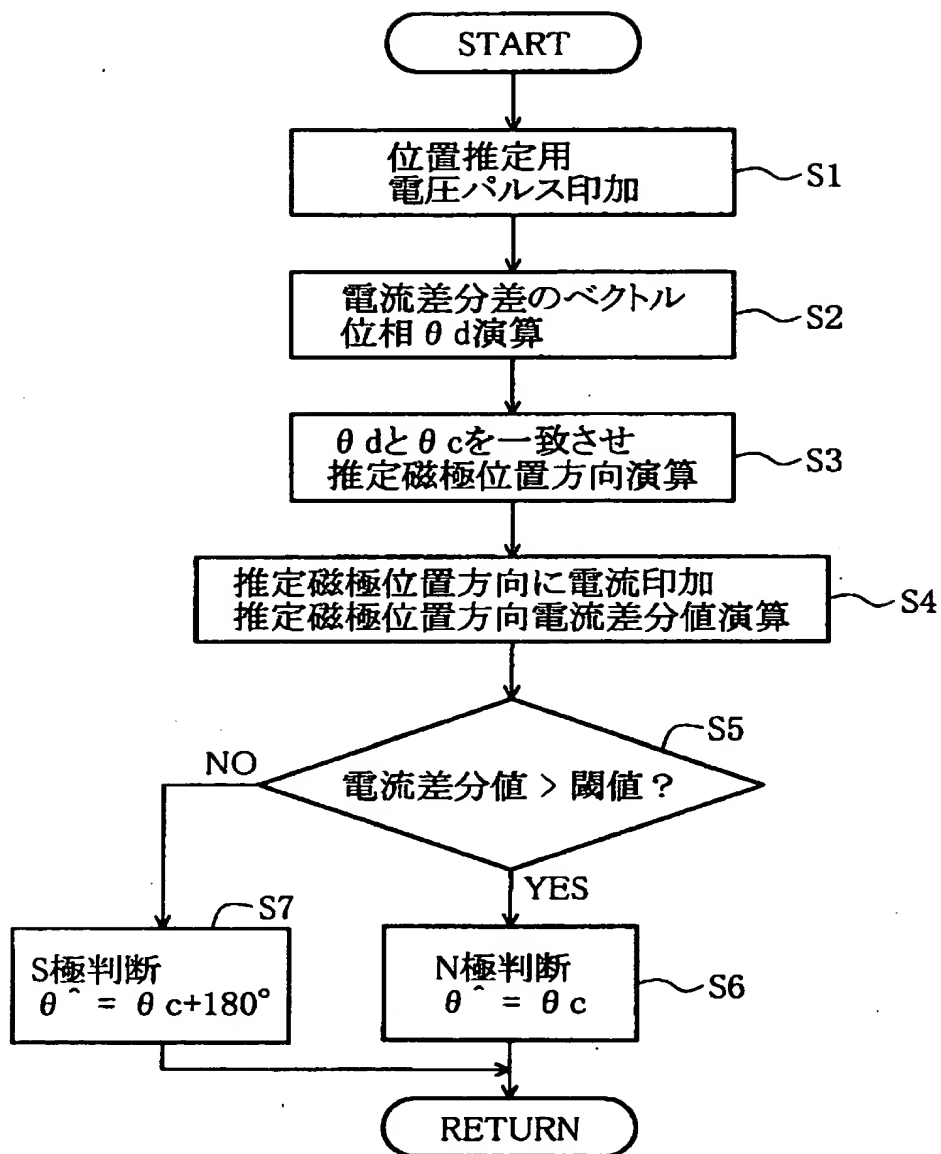 START
位置推定用
電圧パルス印加
S1
電流差分差のベクトル
位相θd演算
S2
θdとθcを一致させ
推定磁極位置方向演算
S3
推定磁極位置方向に電流印加
推定磁極位置方向電流差分値演算
S4
S5
NO
電流差分値 > 閾値?
YES
S7
S極判断
θ^ = θc+180°
N極判断
θ^ = θc
S6
RETURN